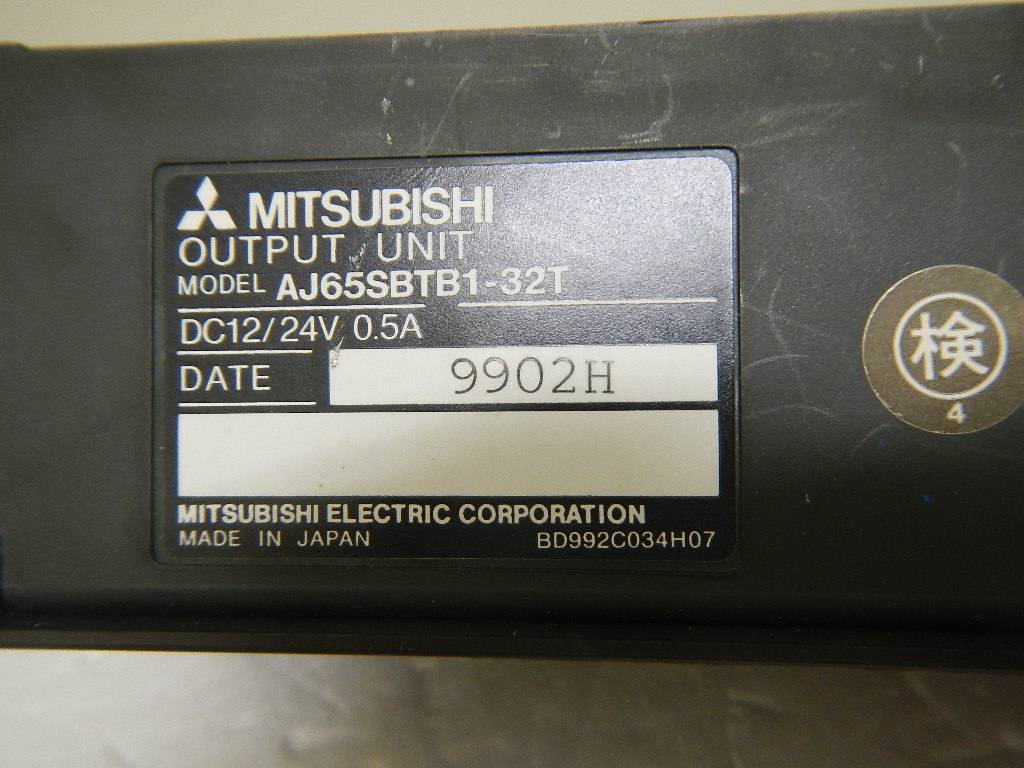 MITSUBISHI
OUTPUT UNIT
MODEL AJ65SBTB1-32T
DC12/24V 0.5A
DATE 9902H
MITSUBISHI ELECTRIC CORPORATION
MADE IN JAPAN BD992C034H07
検
4